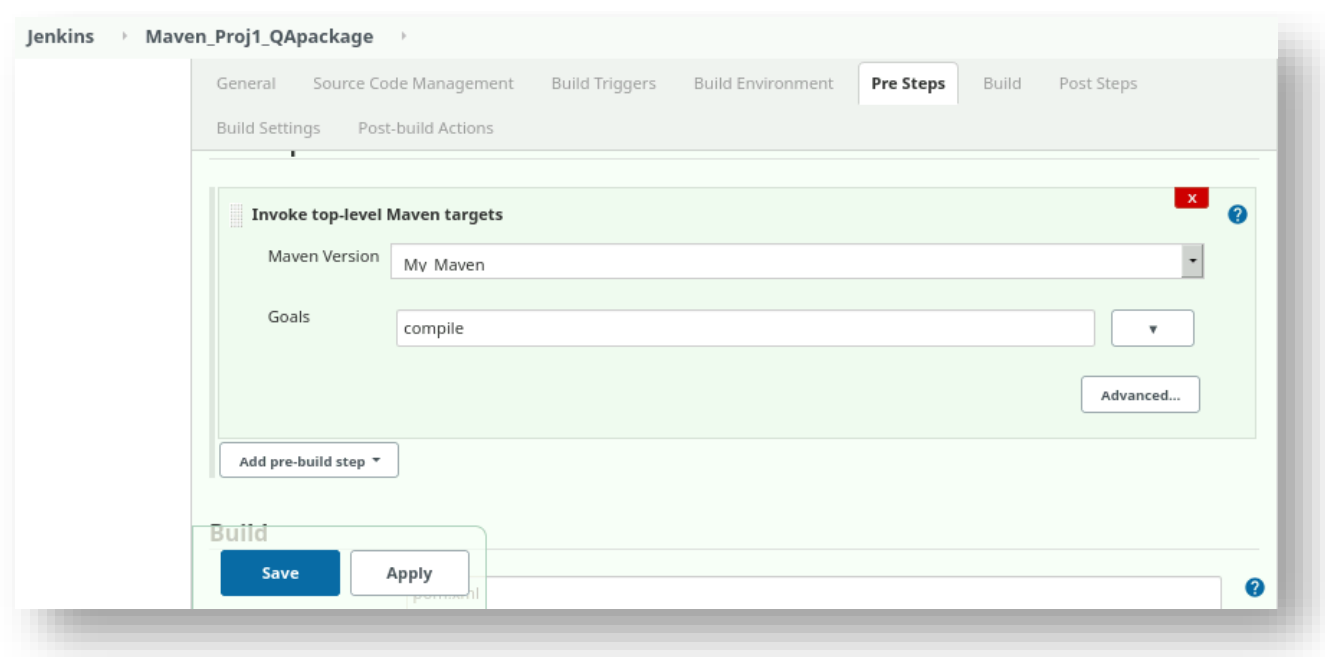 Jenkins Maven_Proj1_QApackage
General Source Code Management Build Triggers Build Environment Pre Steps Build Post Steps
Build Settings Post-build Actions
x
Invoke top-level Maven targets ?
Maven Version My_Maven
Goals compile
Advanced...
Add pre-build step
Build
Save Apply
pom.xml ?